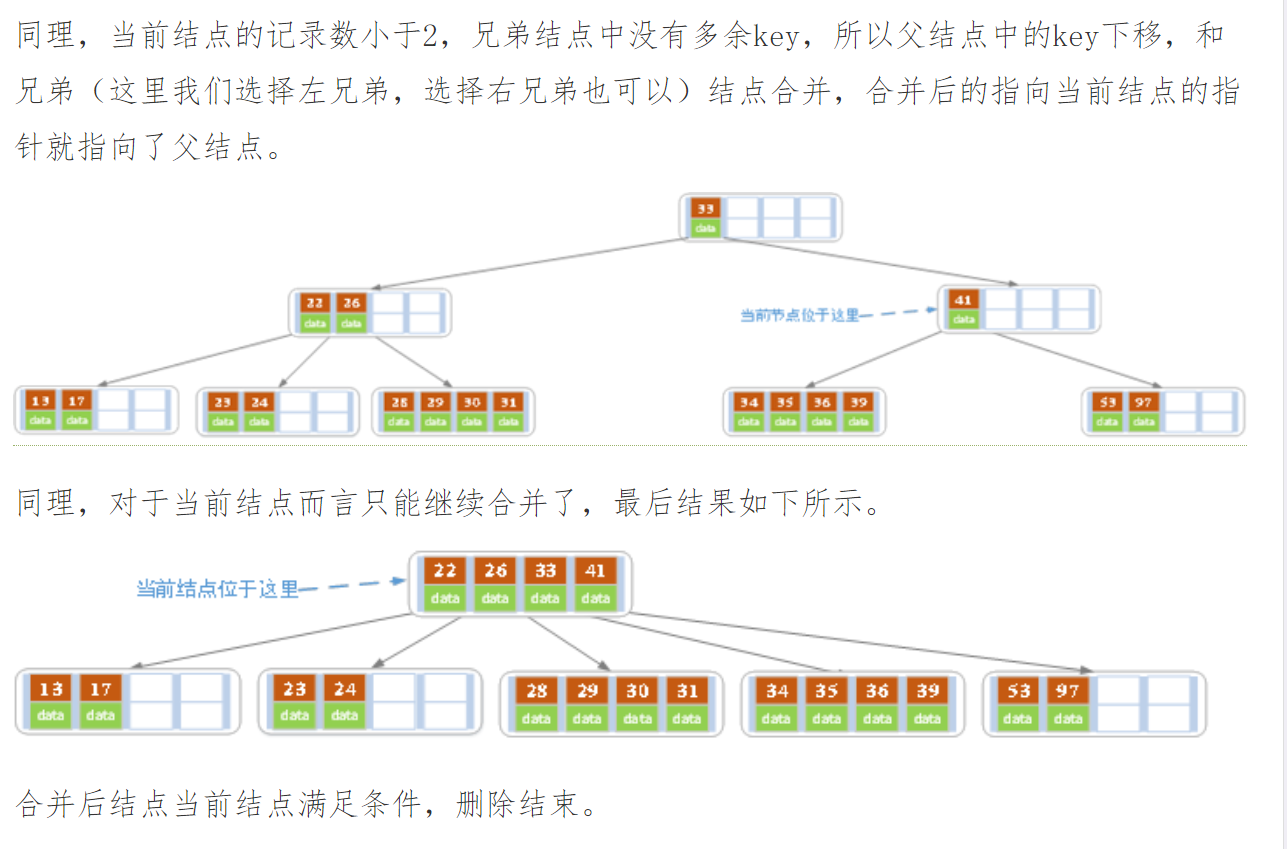 同理，当前结点的记录数小于2，兄弟结点中没有多余key，所以父结点中的key下移，和
兄弟（这里我们选择左兄弟，选择右兄弟也可以）结点合并，合并后的指向当前结点的指
针就指向了父结点。
33
data
22 26
data data
当前节点位于这里
41
data
13 17
data data
23 24
data data
28 29 30 31
data data data data
34 35 36 39
data data data data
53 97
data data
同理，对于当前结点而言只能继续合并了，最后结果如下所示。
当前结点位于这里
22 26 33 41
data data data data
13 17
data data
23 24
data data
28 29 30 31
data data data data
34 35 36 39
data data data data
53 97
data data
合并后结点当前结点满足条件，删除结束。